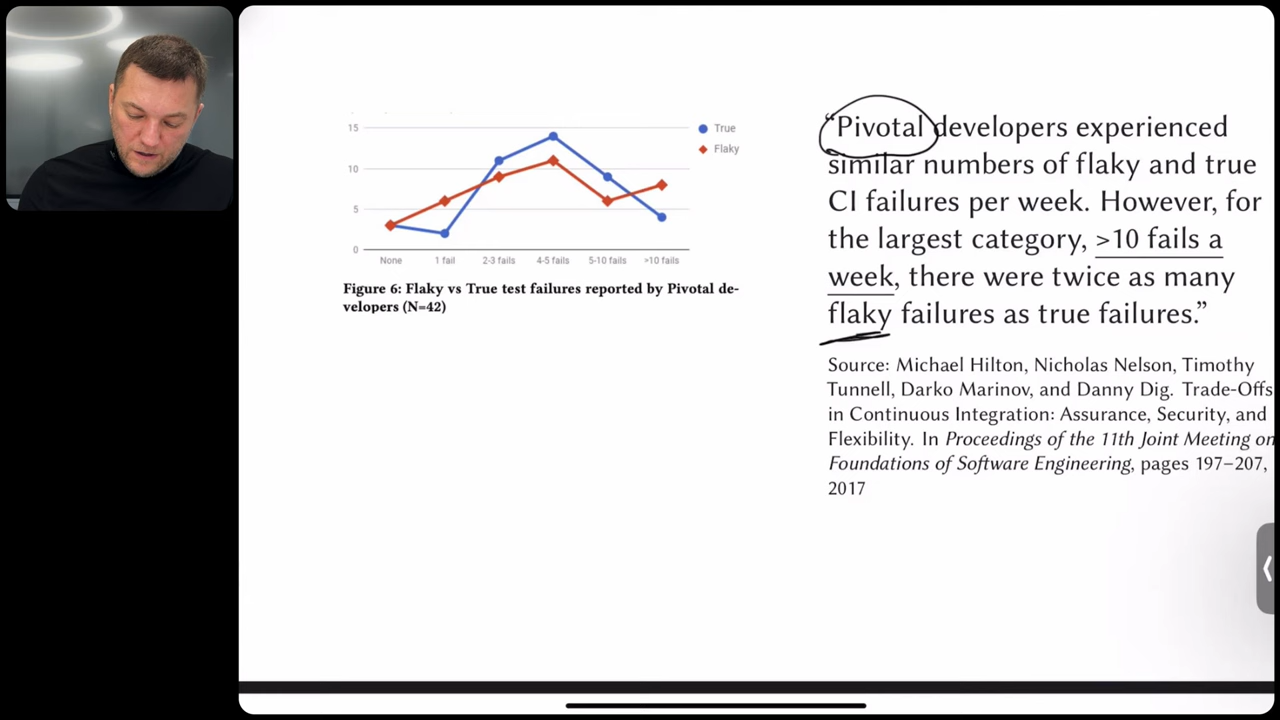 15
10
5
0
None
1 fail
2-3 fails
4-5 fails
5-10 fails
>10 fails
True
Flaky
Figure 6: Flaky vs True test failures reported by Pivotal de-
velopers (N=42)
“Pivotal developers experienced
similar numbers of flaky and true
CI failures per week. However, for
the largest category, >10 fails a
week, there were twice as many
flaky failures as true failures.”
Source: Michael Hilton, Nicholas Nelson, Timothy
Tunnell, Darko Marinov, and Danny Dig. Trade-Offs
in Continuous Integration: Assurance, Security, and
Flexibility. In Proceedings of the 11th Joint Meeting on
Foundations of Software Engineering, pages 197–207,
2017